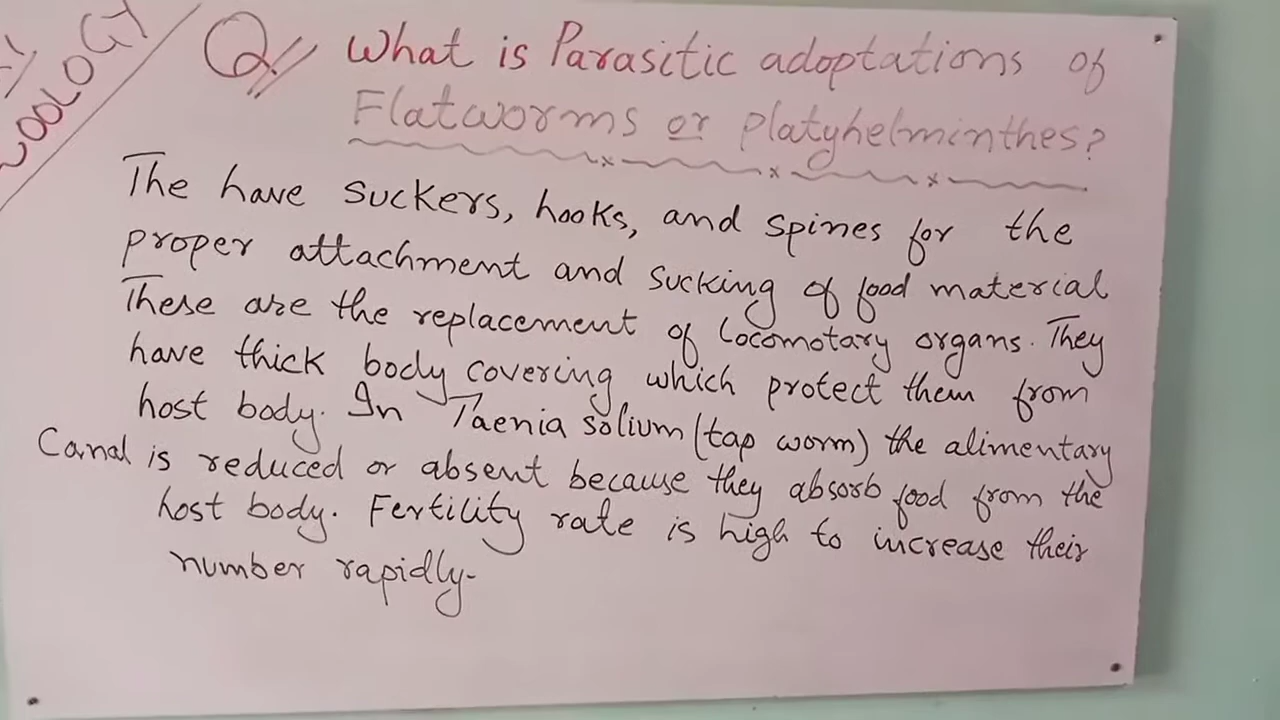 ZOOLOGY
Q. What is Parasitic adoptations of
Flatworms or Platyhelminthes?
The have suckers, hooks, and spines for the
proper attachment and sucking of food material
These are the replacement of locomotary organs. They
have thick body covering which protect them from
host body. In Taenia solium (tap worm) the alimentary
Canal is reduced or absent because they absorb food from the
host body. Fertility rate is high to increase their
number rapidly-